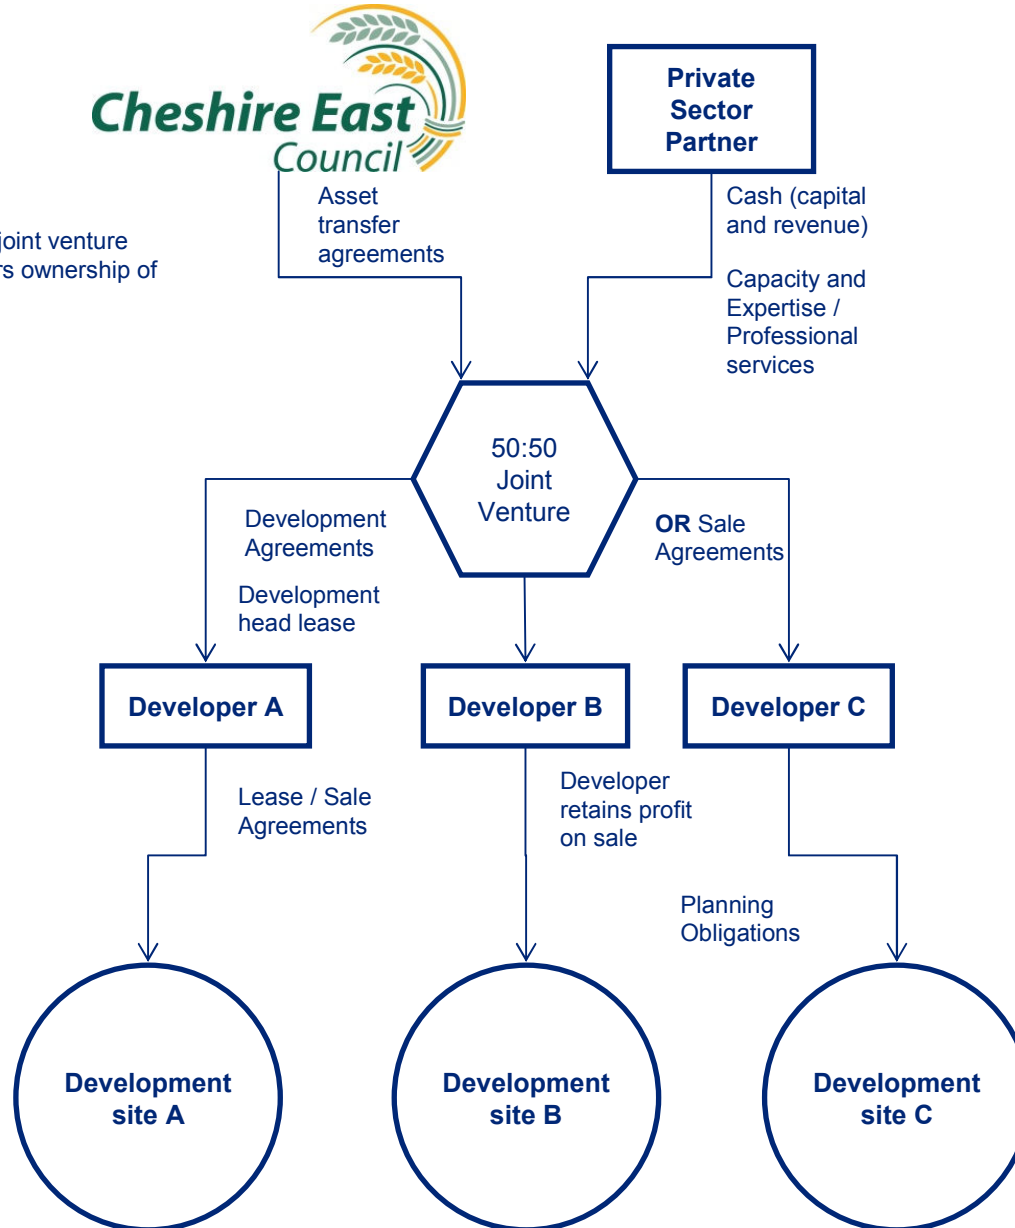 Cheshire East
Council
Private
Sector
Partner
Asset
transfer
agreements
Cash (capital
and revenue)
joint venture
rs ownership of
Capacity and
Expertise /
Professional
services
50:50
Joint
Venture
Development
Agreements
Development
head lease
OR Sale
Agreements
Developer A
Developer B
Developer C
Lease / Sale
Agreements
Developer
retains profit
on sale
Planning
Obligations
Development
site A
Development
site B
Development
site C